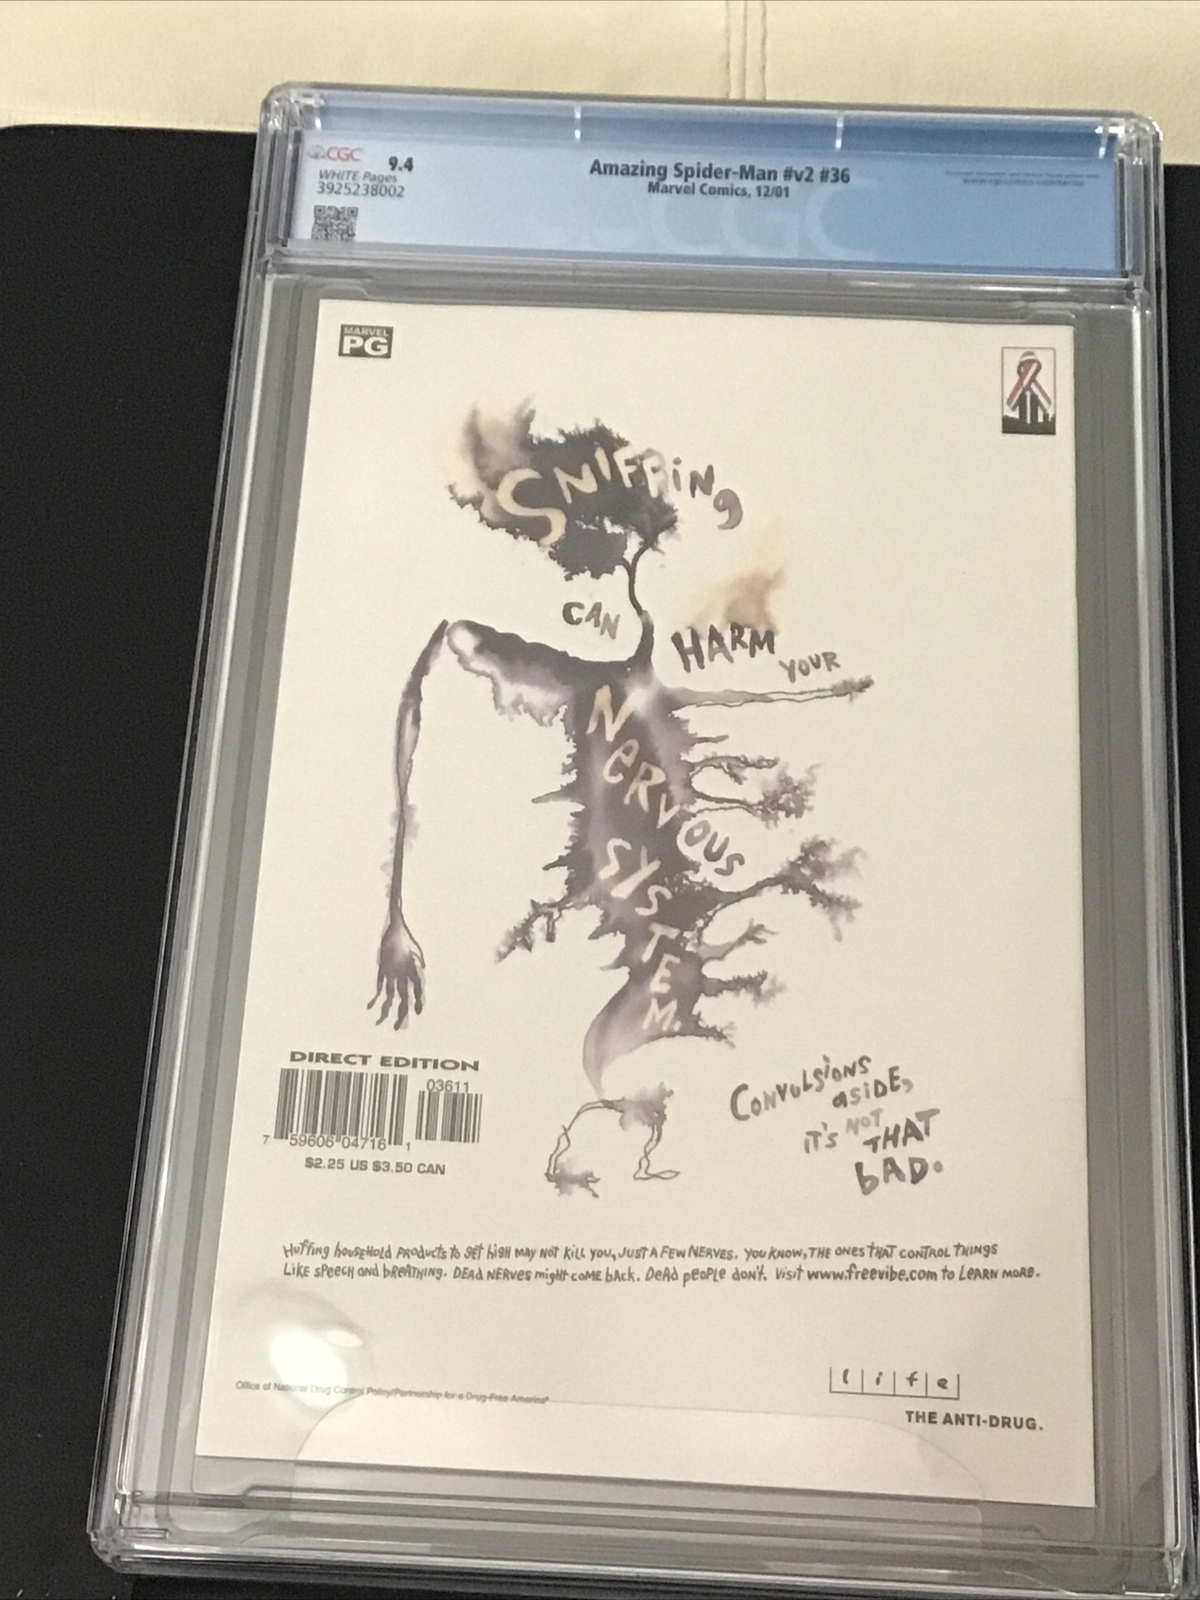 CGC 9.4
WHITE Pages
3925238002
Amazing Spider-Man #v2 #36
Marvel Comics, 12/01
CGC
MARVEL
PG
SNIFFING
CAN
HARM
YOUR
NERVOUS
SYSTEM.
DIRECT EDITION
03611
7 59606 04716 1
$2.25 US $3.50 CAN
CONVULSIONS
ASIDE,
IT'S NOT
THAT
BAD.
Huffing household products to get high may not kill you, just a few nerves. You know, the ones that control things
like speech and breathing. Dead nerves might come back. Dead people don't. Visit www.freevibe.com to learn more.
Office of National Drug Control Policy/Partnership for a Drug-Free America®
life
THE ANTI-DRUG.